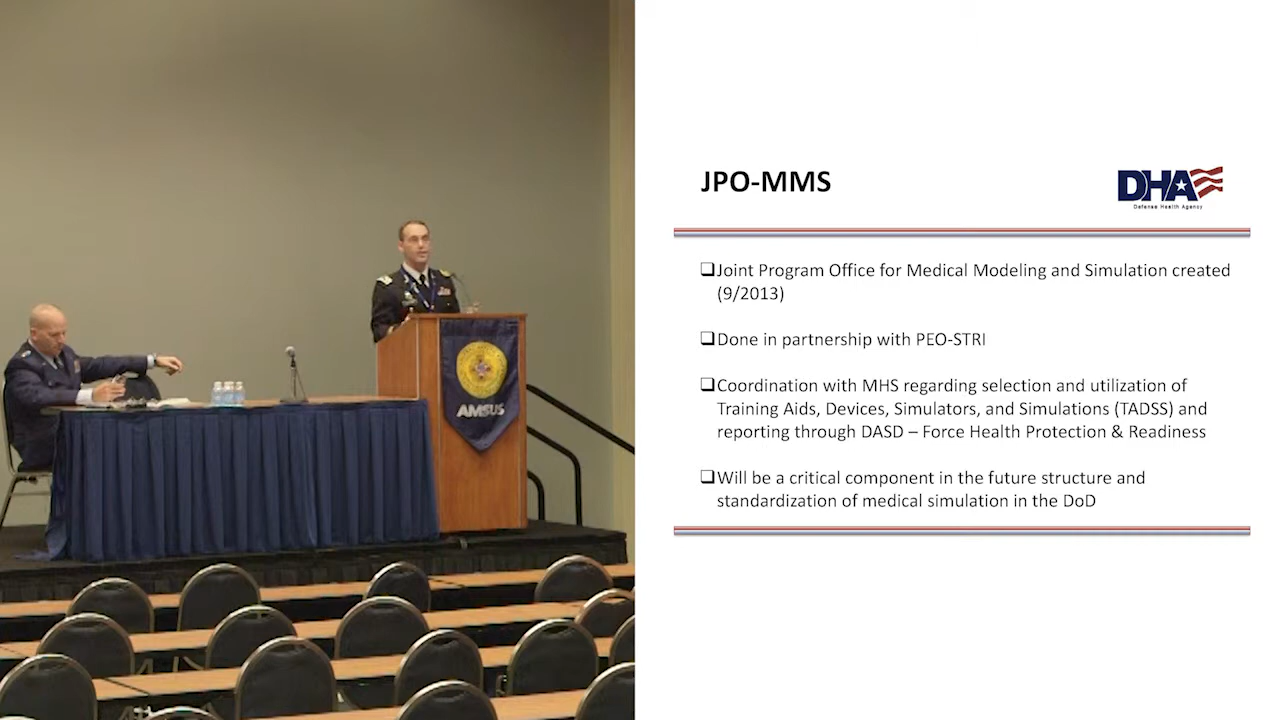 AMSUS
JPO-MMS
DHA
Defense Health Agency
❑Joint Program Office for Medical Modeling and Simulation created
(9/2013)
❑Done in partnership with PEO-STRI
❑Coordination with MHS regarding selection and utilization of
Training Aids, Devices, Simulators, and Simulations (TADSS) and
reporting through DASD – Force Health Protection & Readiness
❑Will be a critical component in the future structure and
standardization of medical simulation in the DoD